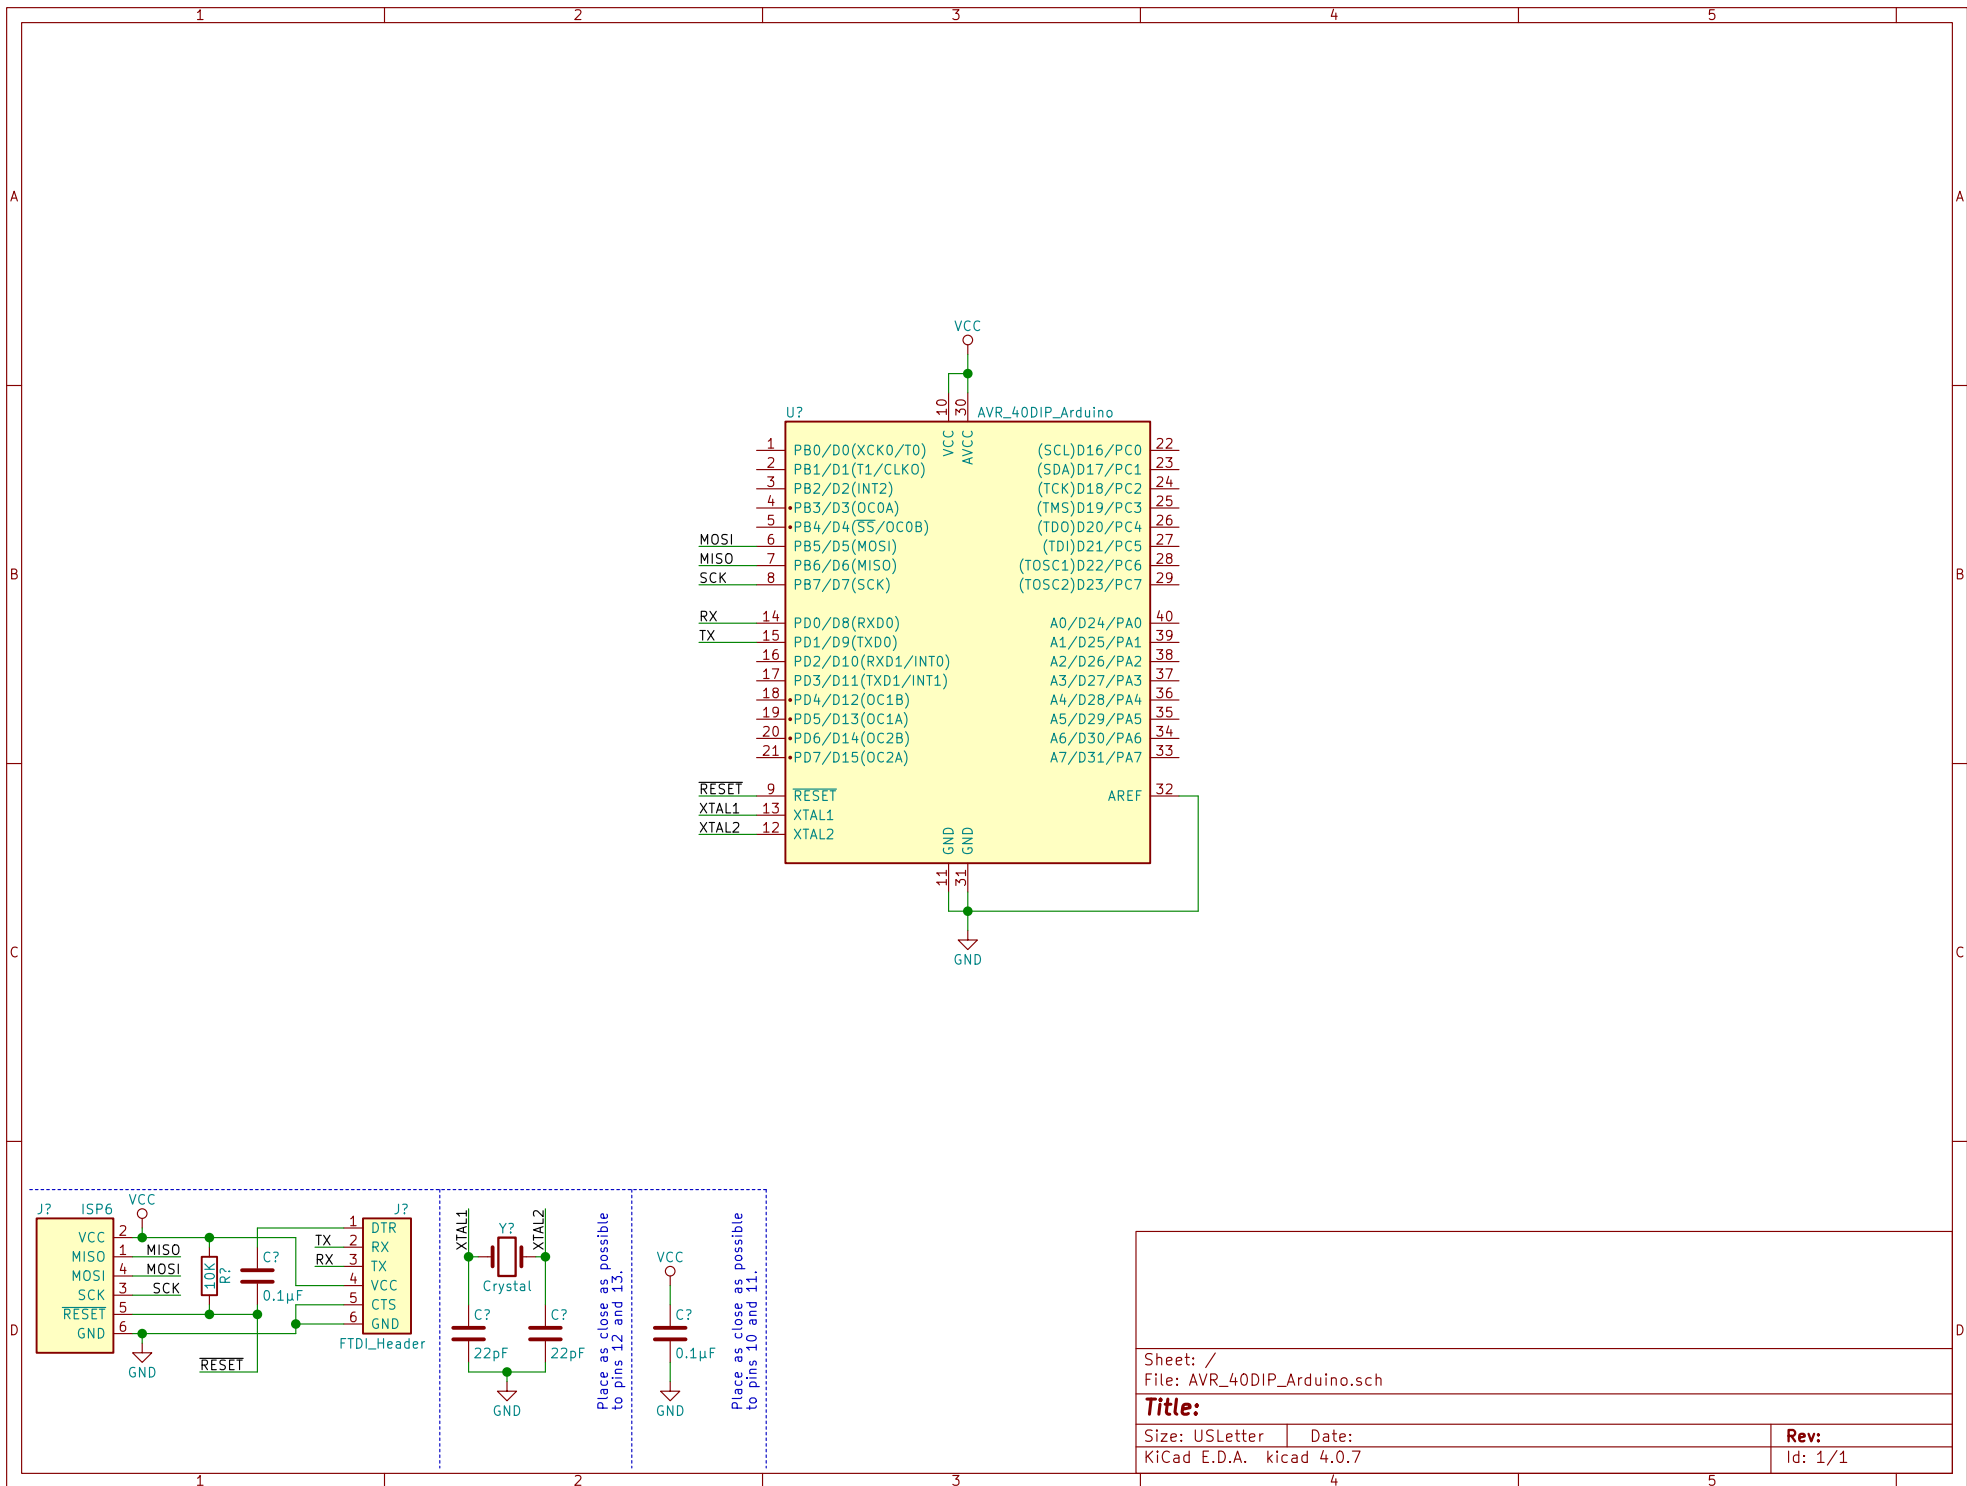 1 2 3 4 5
A A
B B
C C
D D
VCC
U? AVR_40DIP_Arduino
10 VCC
30 AVCC
1 PB0/D0(XCK0/T0)
2 PB1/D1(T1/CLKO)
3 PB2/D2(INT2)
4 PB3/D3(OC0A)
5 PB4/D4(SS/OC0B)
MOSI 6 PB5/D5(MOSI)
MISO 7 PB6/D6(MISO)
SCK 8 PB7/D7(SCK)
RX 14 PD0/D8(RXD0)
TX 15 PD1/D9(TXD0)
16 PD2/D10(RXD1/INT0)
17 PD3/D11(TXD1/INT1)
18 PD4/D12(OC1B)
19 PD5/D13(OC1A)
20 PD6/D14(OC2B)
21 PD7/D15(OC2A)
RESET 9 RESET
XTAL1 13 XTAL1
XTAL2 12 XTAL2
(SCL)D16/PC0 22
(SDA)D17/PC1 23
(TCK)D18/PC2 24
(TMS)D19/PC3 25
(TDO)D20/PC4 26
(TDI)D21/PC5 27
(TOSC1)D22/PC6 28
(TOSC2)D23/PC7 29
A0/D24/PA0 40
A1/D25/PA1 39
A2/D26/PA2 38
A3/D27/PA3 37
A4/D28/PA4 36
A5/D29/PA5 35
A6/D30/PA6 34
A7/D31/PA7 33
AREF 32
GND 11
GND 31
GND
J? ISP6
VCC
VCC 2
MISO 1 MISO
MOSI 4 MOSI
SCK 3 SCK
RESET 5
GND 6
GND
RESET
10K
R?
C?
0.1µF
J?
1 DTR
TX 2 RX
RX 3 TX
4 VCC
5 CTS
6 GND
FTDI_Header
XTAL1
Y?
XTAL2
Crystal
C?
22pF
C?
22pF
GND
Place as close as possible
to pins 12 and 13.
VCC
C?
0.1µF
GND
Place as close as possible
to pins 10 and 11.
Sheet: /
File: AVR_40DIP_Arduino.sch
Title:
Size: USLetter Date: Rev:
KiCad E.D.A. kicad 4.0.7 Id: 1/1
1 2 3 4 5